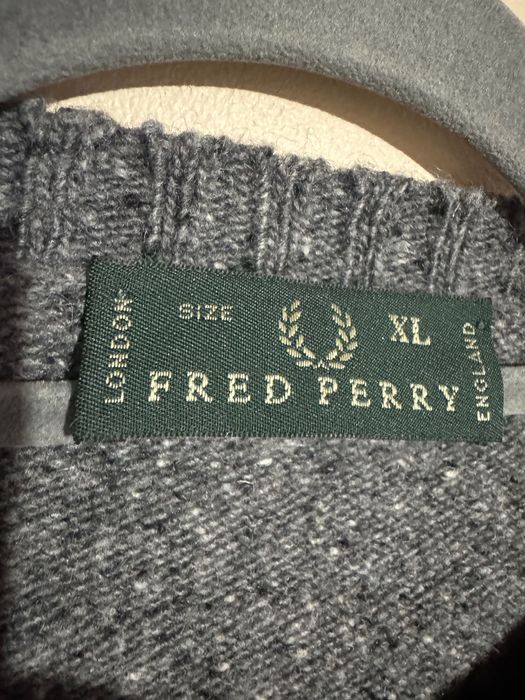 LONDON
SIZE XL
FRED PERRY
ENGLAND